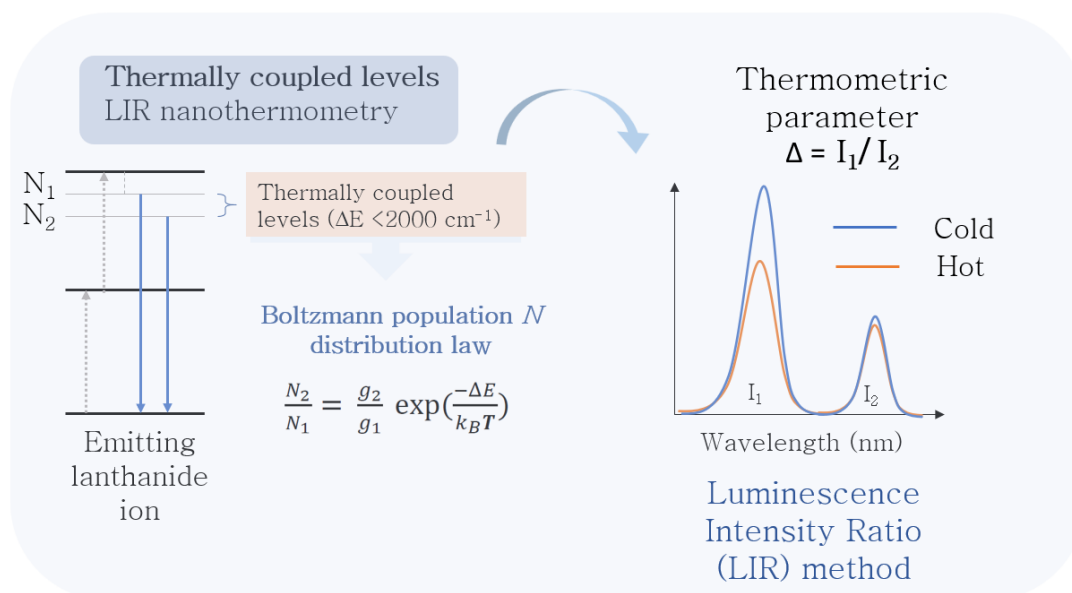 Thermally coupled levels
LIR nanothermometry
N₁
N₂
Thermally coupled
levels (ΔE <2000 cm⁻¹)
Boltzmann population N
distribution law
N₂/N₁ = g₂/g₁ exp(-ΔE/k_BT)
Emitting
lanthanide
ion
Thermometric
parameter
Δ = I₁/ I₂
Cold
Hot
I₁
I₂
Wavelength (nm)
Luminescence
Intensity Ratio
(LIR) method